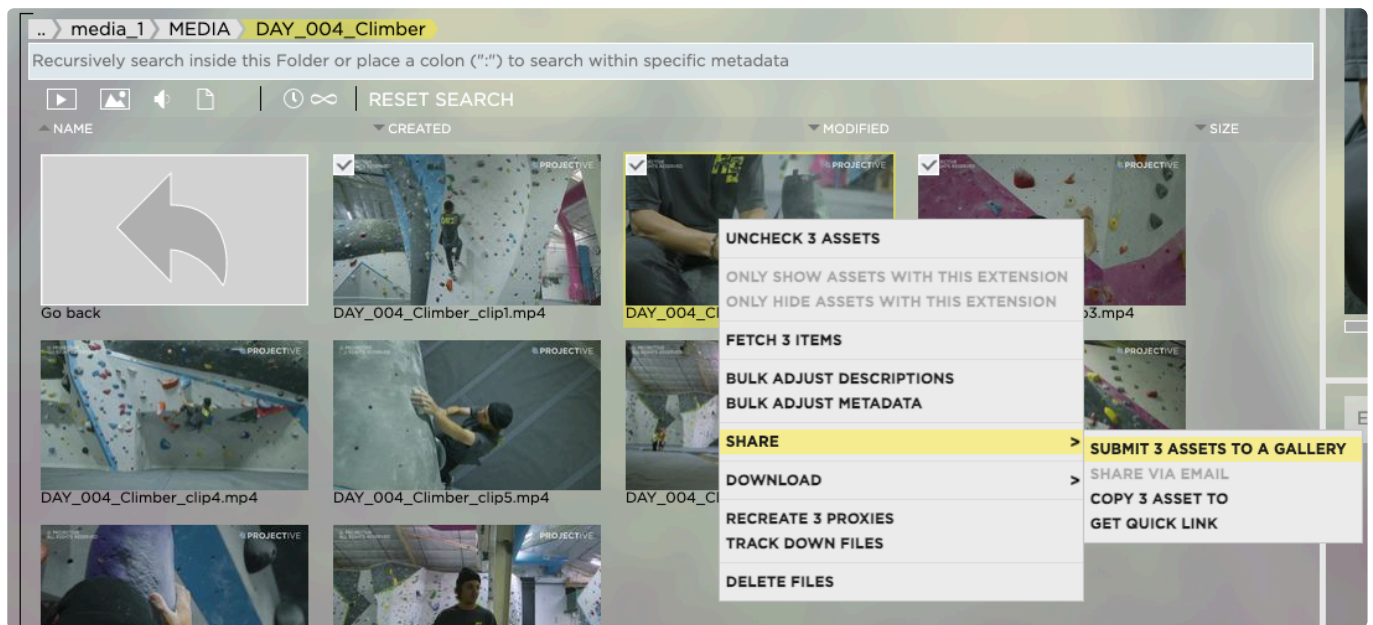 .. media_1 MEDIA DAY_004_Climber
Recursively search inside this Folder or place a colon (":") to search within specific metadata
RESET SEARCH
NAME CREATED MODIFIED SIZE
PROJECTIVE PROJECTIVE PROJECTIVE
UNCHECK 3 ASSETS
ONLY SHOW ASSETS WITH THIS EXTENSION
ONLY HIDE ASSETS WITH THIS EXTENSION
Go back DAY_004_Climber_clip1.mp4 DAY_004_Cl p3.mp4
FETCH 3 ITEMS
PROJECTIVE PROJECTIVE PROJECTIVE
BULK ADJUST DESCRIPTIONS
BULK ADJUST METADATA
SHARE >
SUBMIT 3 ASSETS TO A GALLERY
SHARE VIA EMAIL
COPY 3 ASSET TO
GET QUICK LINK
DOWNLOAD >
DAY_004_Climber_clip4.mp4 DAY_004_Climber_clip5.mp4 DAY_004_Cl
RECREATE 3 PROXIES
TRACK DOWN FILES
PROJECTIVE PROJECTIVE
DELETE FILES